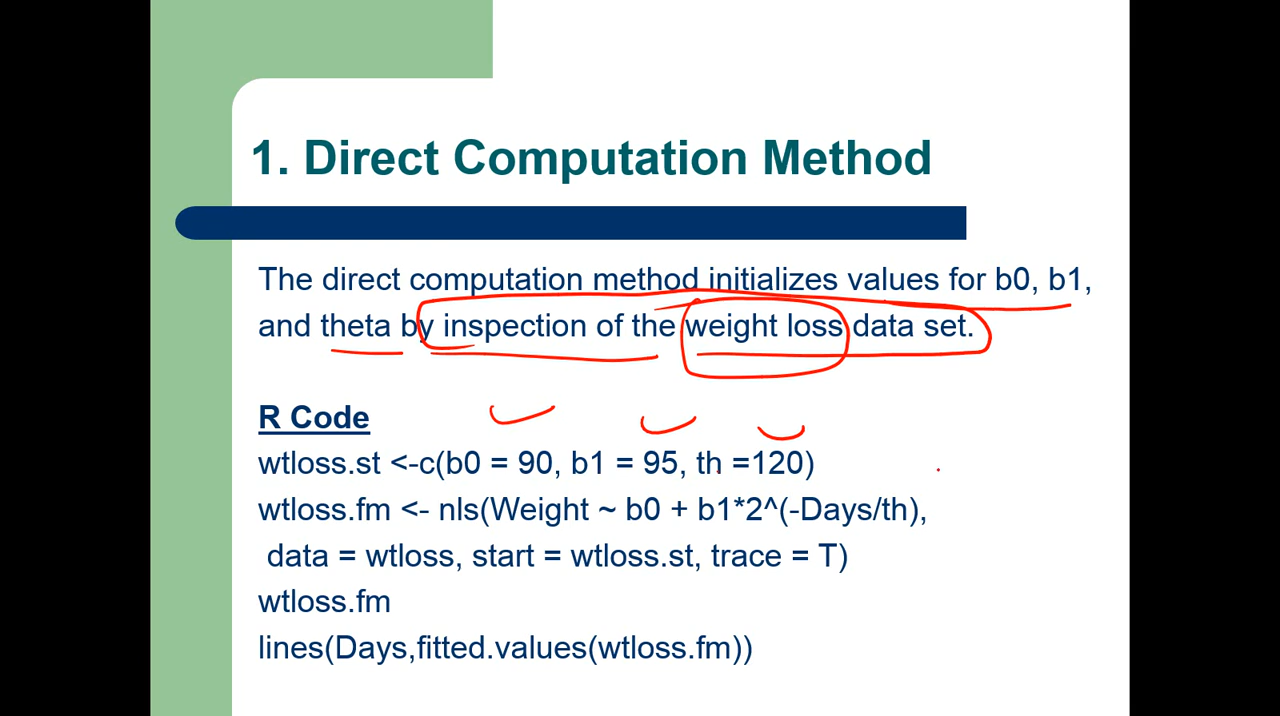 1. Direct Computation Method
The direct computation method initializes values for b0, b1,
and theta by inspection of the weight loss data set.
R Code
wtloss.st <-c(b0 = 90, b1 = 95, th =120)
wtloss.fm <- nls(Weight ~ b0 + b1*2^(-Days/th),
data = wtloss, start = wtloss.st, trace = T)
wtloss.fm
lines(Days,fitted.values(wtloss.fm))